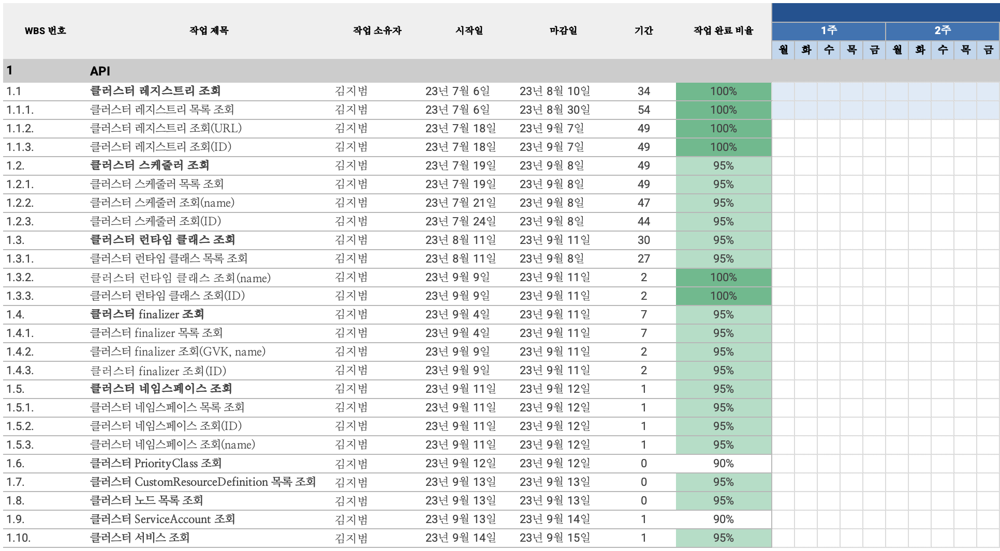 WBS 번호 작업 제목 작업 소유자 시작일 마감일 기간 작업 완료 비율 1주 2주
월 화 수 목 금 월 화 수 목 금
1 API
1.1 클러스터 레지스트리 조회 김지범 23년 7월 6일 23년 8월 10일 34 100%
1.1.1. 클러스터 레지스트리 목록 조회 김지범 23년 7월 6일 23년 8월 30일 54 100%
1.1.2. 클러스터 레지스트리 조회(URL) 김지범 23년 7월 18일 23년 9월 7일 49 100%
1.1.3. 클러스터 레지스트리 조회(ID) 김지범 23년 7월 18일 23년 9월 7일 49 100%
1.2. 클러스터 스케줄러 조회 김지범 23년 7월 19일 23년 9월 8일 49 95%
1.2.1. 클러스터 스케줄러 목록 조회 김지범 23년 7월 19일 23년 9월 8일 49 95%
1.2.2. 클러스터 스케줄러 조회(name) 김지범 23년 7월 21일 23년 9월 8일 47 95%
1.2.3. 클러스터 스케줄러 조회(ID) 김지범 23년 7월 24일 23년 9월 8일 44 95%
1.3. 클러스터 런타임 클래스 조회 김지범 23년 8월 11일 23년 9월 11일 30 95%
1.3.1. 클러스터 런타임 클래스 목록 조회 김지범 23년 8월 11일 23년 9월 8일 27 95%
1.3.2. 클러스터 런타임 클래스 조회(name) 김지범 23년 9월 9일 23년 9월 11일 2 100%
1.3.3. 클러스터 런타임 클래스 조회(ID) 김지범 23년 9월 9일 23년 9월 11일 2 100%
1.4. 클러스터 finalizer 조회 김지범 23년 9월 4일 23년 9월 11일 7 95%
1.4.1. 클러스터 finalizer 목록 조회 김지범 23년 9월 4일 23년 9월 11일 7 95%
1.4.2. 클러스터 finalizer 조회(GVK, name) 김지범 23년 9월 9일 23년 9월 11일 2 95%
1.4.3. 클러스터 finalizer 조회(ID) 김지범 23년 9월 9일 23년 9월 11일 2 95%
1.5. 클러스터 네임스페이스 조회 김지범 23년 9월 11일 23년 9월 12일 1 95%
1.5.1. 클러스터 네임스페이스 목록 조회 김지범 23년 9월 11일 23년 9월 12일 1 95%
1.5.2. 클러스터 네임스페이스 조회(ID) 김지범 23년 9월 11일 23년 9월 12일 1 95%
1.5.3. 클러스터 네임스페이스 조회(name) 김지범 23년 9월 11일 23년 9월 12일 1 95%
1.6. 클러스터 PriorityClass 조회 김지범 23년 9월 12일 23년 9월 12일 0 90%
1.7. 클러스터 CustomResourceDefinition 목록 조회 김지범 23년 9월 13일 23년 9월 13일 0 95%
1.8. 클러스터 노드 목록 조회 김지범 23년 9월 13일 23년 9월 13일 0 95%
1.9. 클러스터 ServiceAccount 조회 김지범 23년 9월 13일 23년 9월 14일 1 90%
1.10. 클러스터 서비스 조회 김지범 23년 9월 14일 23년 9월 15일 1 95%